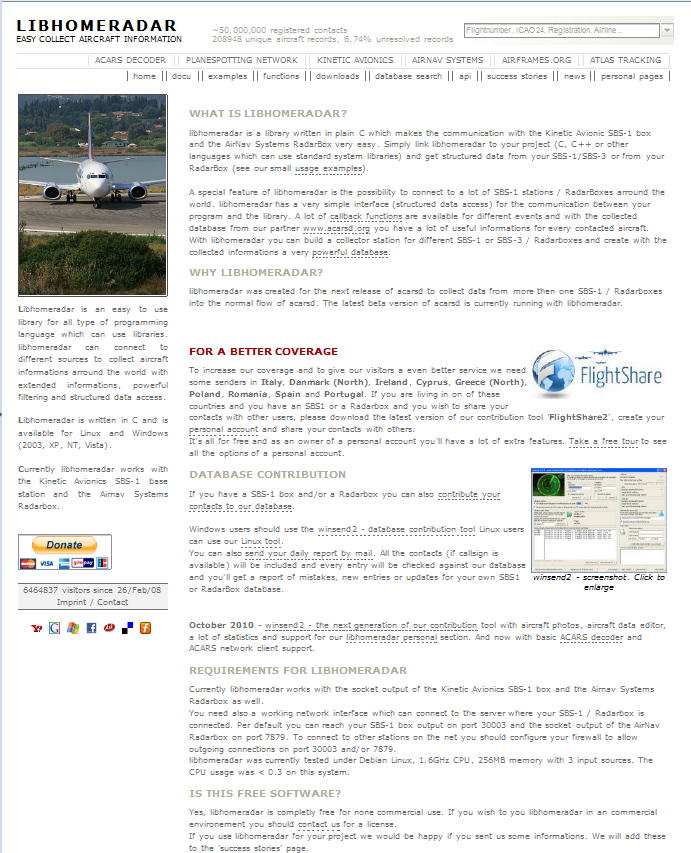 LIBHOMERADAR
EASY COLLECT AIRCRAFT INFORMATION
~50,000,000 registered contacts
208948 unique aircraft records, 6.74% unresolved records
Flightnumber, ICAO24, Registration, Airline...
ACARS DECODER
PLANESPOTTING NETWORK
KINETIC AVIONICS
AIRNAV SYSTEMS
AIRFRAMES.ORG
ATLAS TRACKING
home
docu
examples
functions
downloads
database search
api
success stories
news
personal pages
Libhomeradar is an easy to use
library for all type of programming
language which can use libraries.
libhomeradar can connect to
different sources to collect aircraft
informations arround the world with
extended informations, powerful
filtering and structured data access.
Libhomeradar is written in C and is
available for Linux and Windows
(2003, XP, NT, Vista).
Currently libhomeradar works with
the Kinetic Avionics SBS-1 base
station and the Airnav Systems
Radarbox.
Donate
VISA
6464837 visitors since 26/Feb/08
Imprint / Contact
WHAT IS LIBHOMERADAR?
libhomeradar is a library written in plain C which makes the communication with the Kinetic Avionic SBS-1 box
and the AirNav Systems RadarBox very easy. Simply link libhomeradar to your project (C, C++ or other
languages which can use standard system libraries) and get structured data from your SBS-1/SBS-3 or from your
RadarBox (see our small usage examples).
A special feature of libhomeradar is the possibility to connect to a lot of SBS-1 stations / RadarBoxes arround the
world. libhomeradar has a very simple interface (structured data access) for the communication between your
program and the library. A lot of callback functions are available for different events and with the collected
database from our partner www.acarsd.org you have a lot of useful informations for every contacted aircraft.
With libhomeradar you can build a collector station for different SBS-1 or SBS-3 / Radarboxes and create with the
collected informations a very powerful database.
WHY LIBHOMERADAR?
libhomeradar was created for the next release of acarsd to collect data from more then one SBS-1 / Radarboxes
into the normal flow of acarsd. The latest beta version of acarsd is currently running with libhomeradar.
FOR A BETTER COVERAGE
To increase our coverage and to give our visitors a even better service we need
some senders in Italy, Danmark (North), Ireland, Cyprus, Greece (North),
Poland, Romania, Spain and Portugal. If you are living in on of these
countries and you have an SBS1 or a Radarbox and you wish to share your
contacts with other users, please download the latest version of our contribution tool 'FlightShare2', create your
personal account and share your contacts with others.
It's all for free and as an owner of a personal account you'll have a lot of extra features. Take a free tour to see
all the options of a personal account.
FlightShare
DATABASE CONTRIBUTION
If you have a SBS-1 box and/or a Radarbox you can also contribute your
contacts to our database.
Windows users should use the winsend2 - database contribution tool Linux users
can use our Linux tool.
You can also send your daily report by mail. All the contacts (if callsign is
available) will be included and every entry will be checked against our database
and you'll get a report of mistakes, new entries or updates for your own SBS1
or RadarBox database.
winsend2 - screenshot. Click to
enlarge
October 2010 - winsend2 - the next generation of our contribution tool with aircraft photos, aircraft data editor,
a lot of statistics and support for our libhomeradar personal section. And now with basic ACARS decoder and
ACARS network client support.
REQUIREMENTS FOR LIBHOMERADAR
Currently libhomeradar works with the socket output of the Kinetic Avionics SBS-1 box and the Airnav Systems
Radarbox as well.
You need also a working network interface which can connect to the server where your SBS-1 / Radarbox is
connected. Per default you can reach your SBS-1 box output on port 30003 and the socket output of the AirNav
Radarbox on port 7879. To connect to other stations on the net you should configure your firewall to allow
outgoing connections on port 30003 and/or 7879.
libhomeradar was currently tested under Debian Linux, 1.6GHz CPU, 256MB memory with 3 input sources. The
CPU usage was < 0.3 on this system.
IS THIS FREE SOFTWARE?
Yes, libhomeradar is completly free for none commercial use. If you wish to you libhomeradar in an commercial
environement you should contact us for a license.
If you use libhomeradar for your project we would be happy if you sent us some informations. We will add these
to the 'success stories' page.